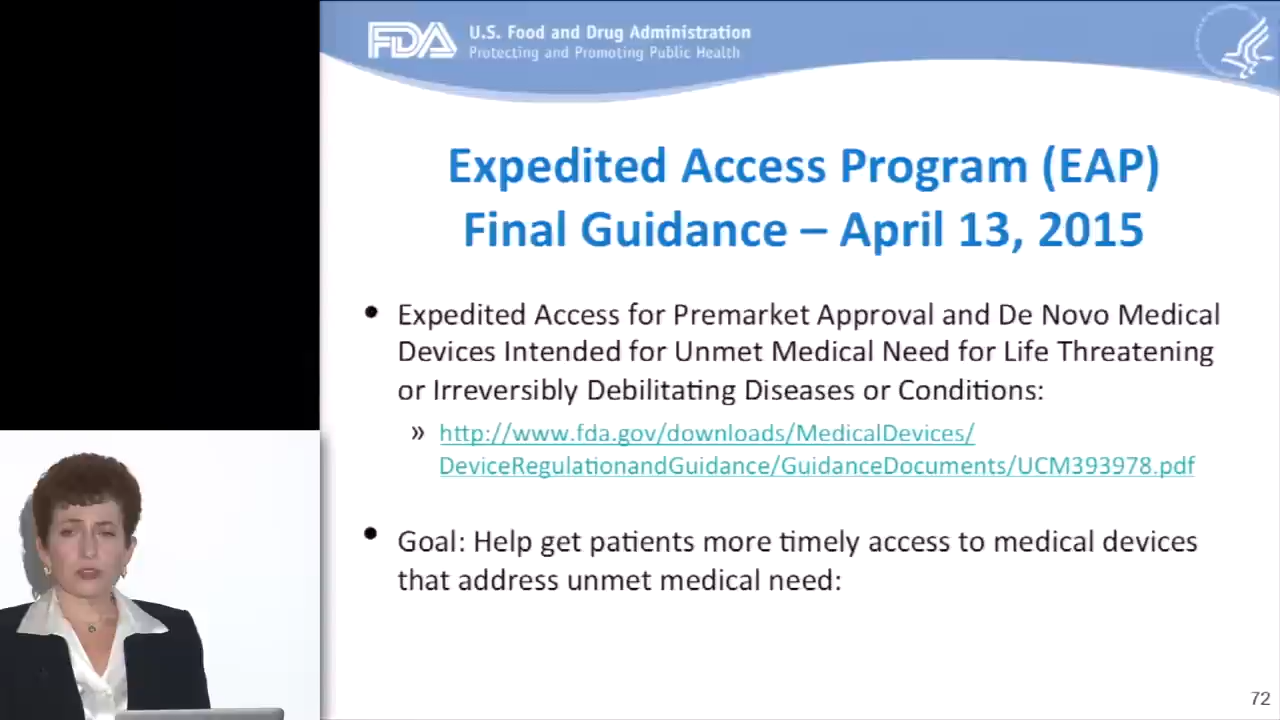 FDA U.S. Food and Drug Administration
Protecting and Promoting Public Health
Expedited Access Program (EAP)
Final Guidance – April 13, 2015
• Expedited Access for Premarket Approval and De Novo Medical
Devices Intended for Unmet Medical Need for Life Threatening
or Irreversibly Debilitating Diseases or Conditions:
» http://www.fda.gov/downloads/MedicalDevices/
DeviceRegulationandGuidance/GuidanceDocuments/UCM393978.pdf
• Goal: Help get patients more timely access to medical devices
that address unmet medical need:
72